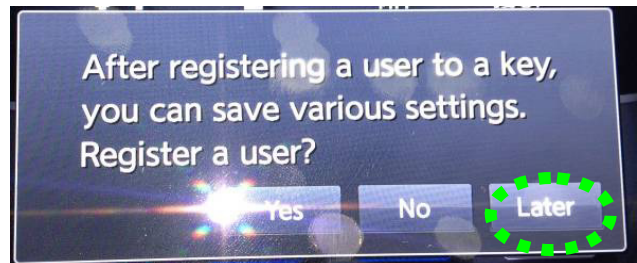 After registering a user to a key,
you can save various settings.
Register a user?
Yes No Later